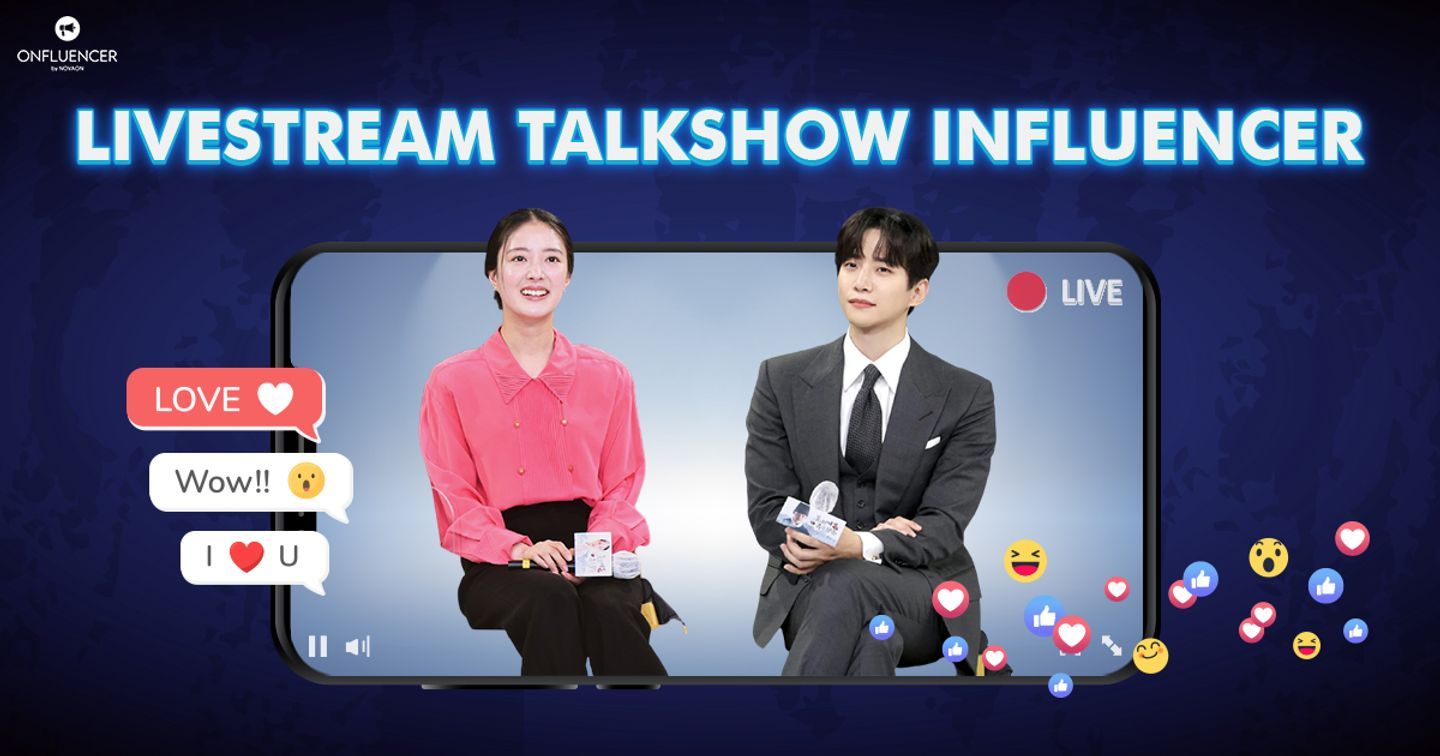 ONFLUENCER
by NOVAON
LIVESTREAM TALKSHOW INFLUENCER
LIVE
LOVE
Wow!!
I ❤️ U